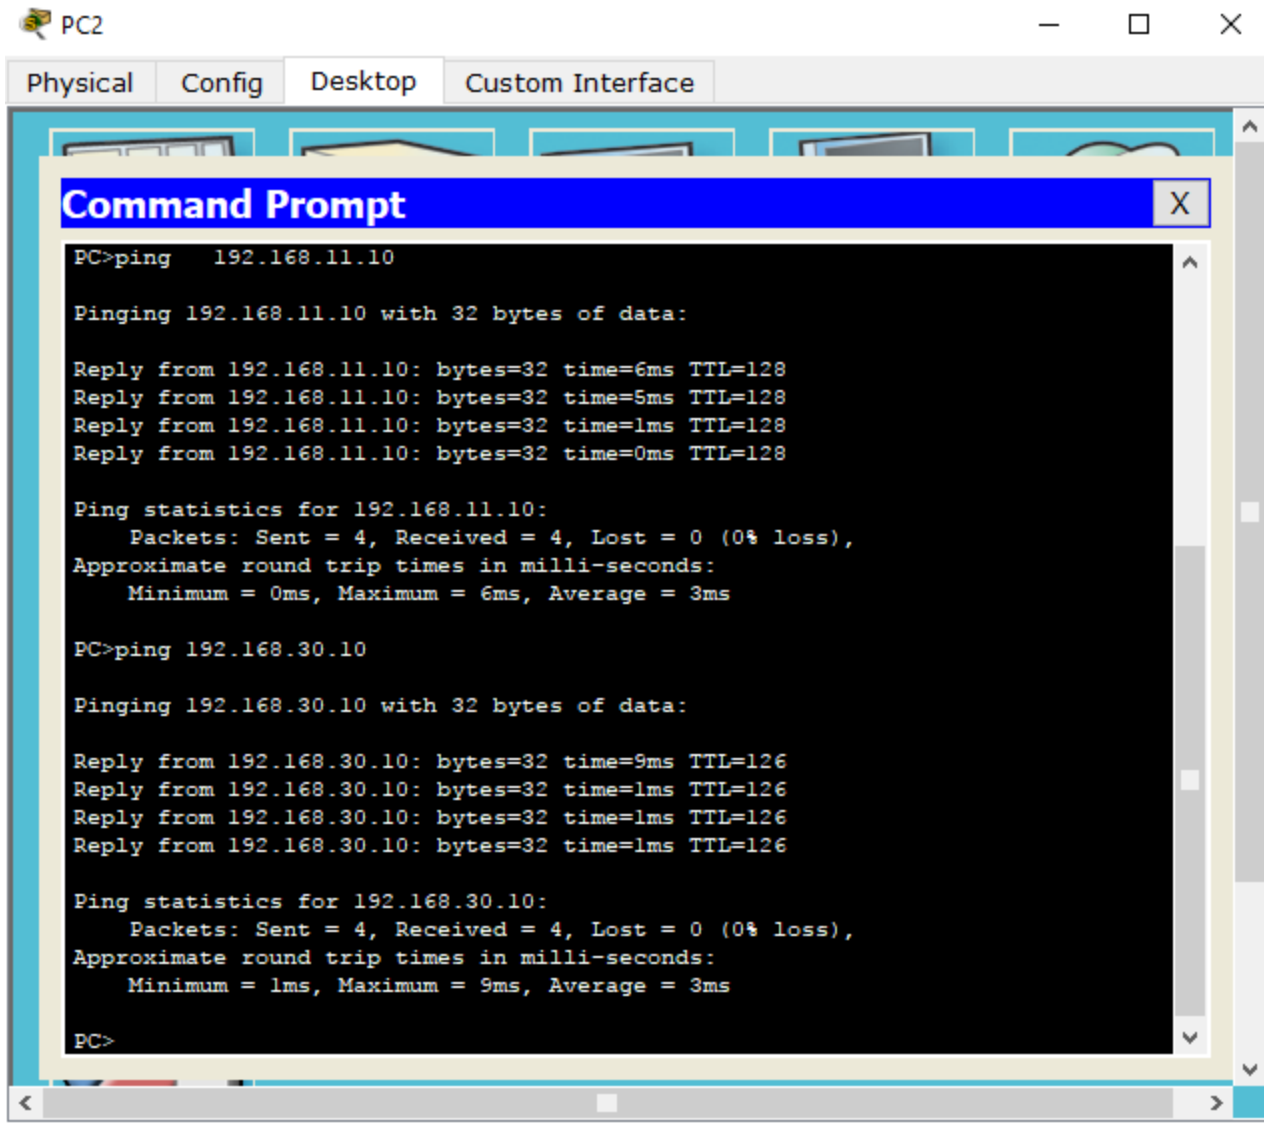 PC2
Physical Config Desktop Custom Interface
Command Prompt X
PC>ping   192.168.11.10
Pinging 192.168.11.10 with 32 bytes of data:
Reply from 192.168.11.10: bytes=32 time=6ms TTL=128
Reply from 192.168.11.10: bytes=32 time=5ms TTL=128
Reply from 192.168.11.10: bytes=32 time=1ms TTL=128
Reply from 192.168.11.10: bytes=32 time=0ms TTL=128
Ping statistics for 192.168.11.10:
Packets: Sent = 4, Received = 4, Lost = 0 (0% loss),
Approximate round trip times in milli-seconds:
Minimum = 0ms, Maximum = 6ms, Average = 3ms
PC>ping 192.168.30.10
Pinging 192.168.30.10 with 32 bytes of data:
Reply from 192.168.30.10: bytes=32 time=9ms TTL=126
Reply from 192.168.30.10: bytes=32 time=1ms TTL=126
Reply from 192.168.30.10: bytes=32 time=1ms TTL=126
Reply from 192.168.30.10: bytes=32 time=1ms TTL=126
Ping statistics for 192.168.30.10:
Packets: Sent = 4, Received = 4, Lost = 0 (0% loss),
Approximate round trip times in milli-seconds:
Minimum = 1ms, Maximum = 9ms, Average = 3ms
PC>